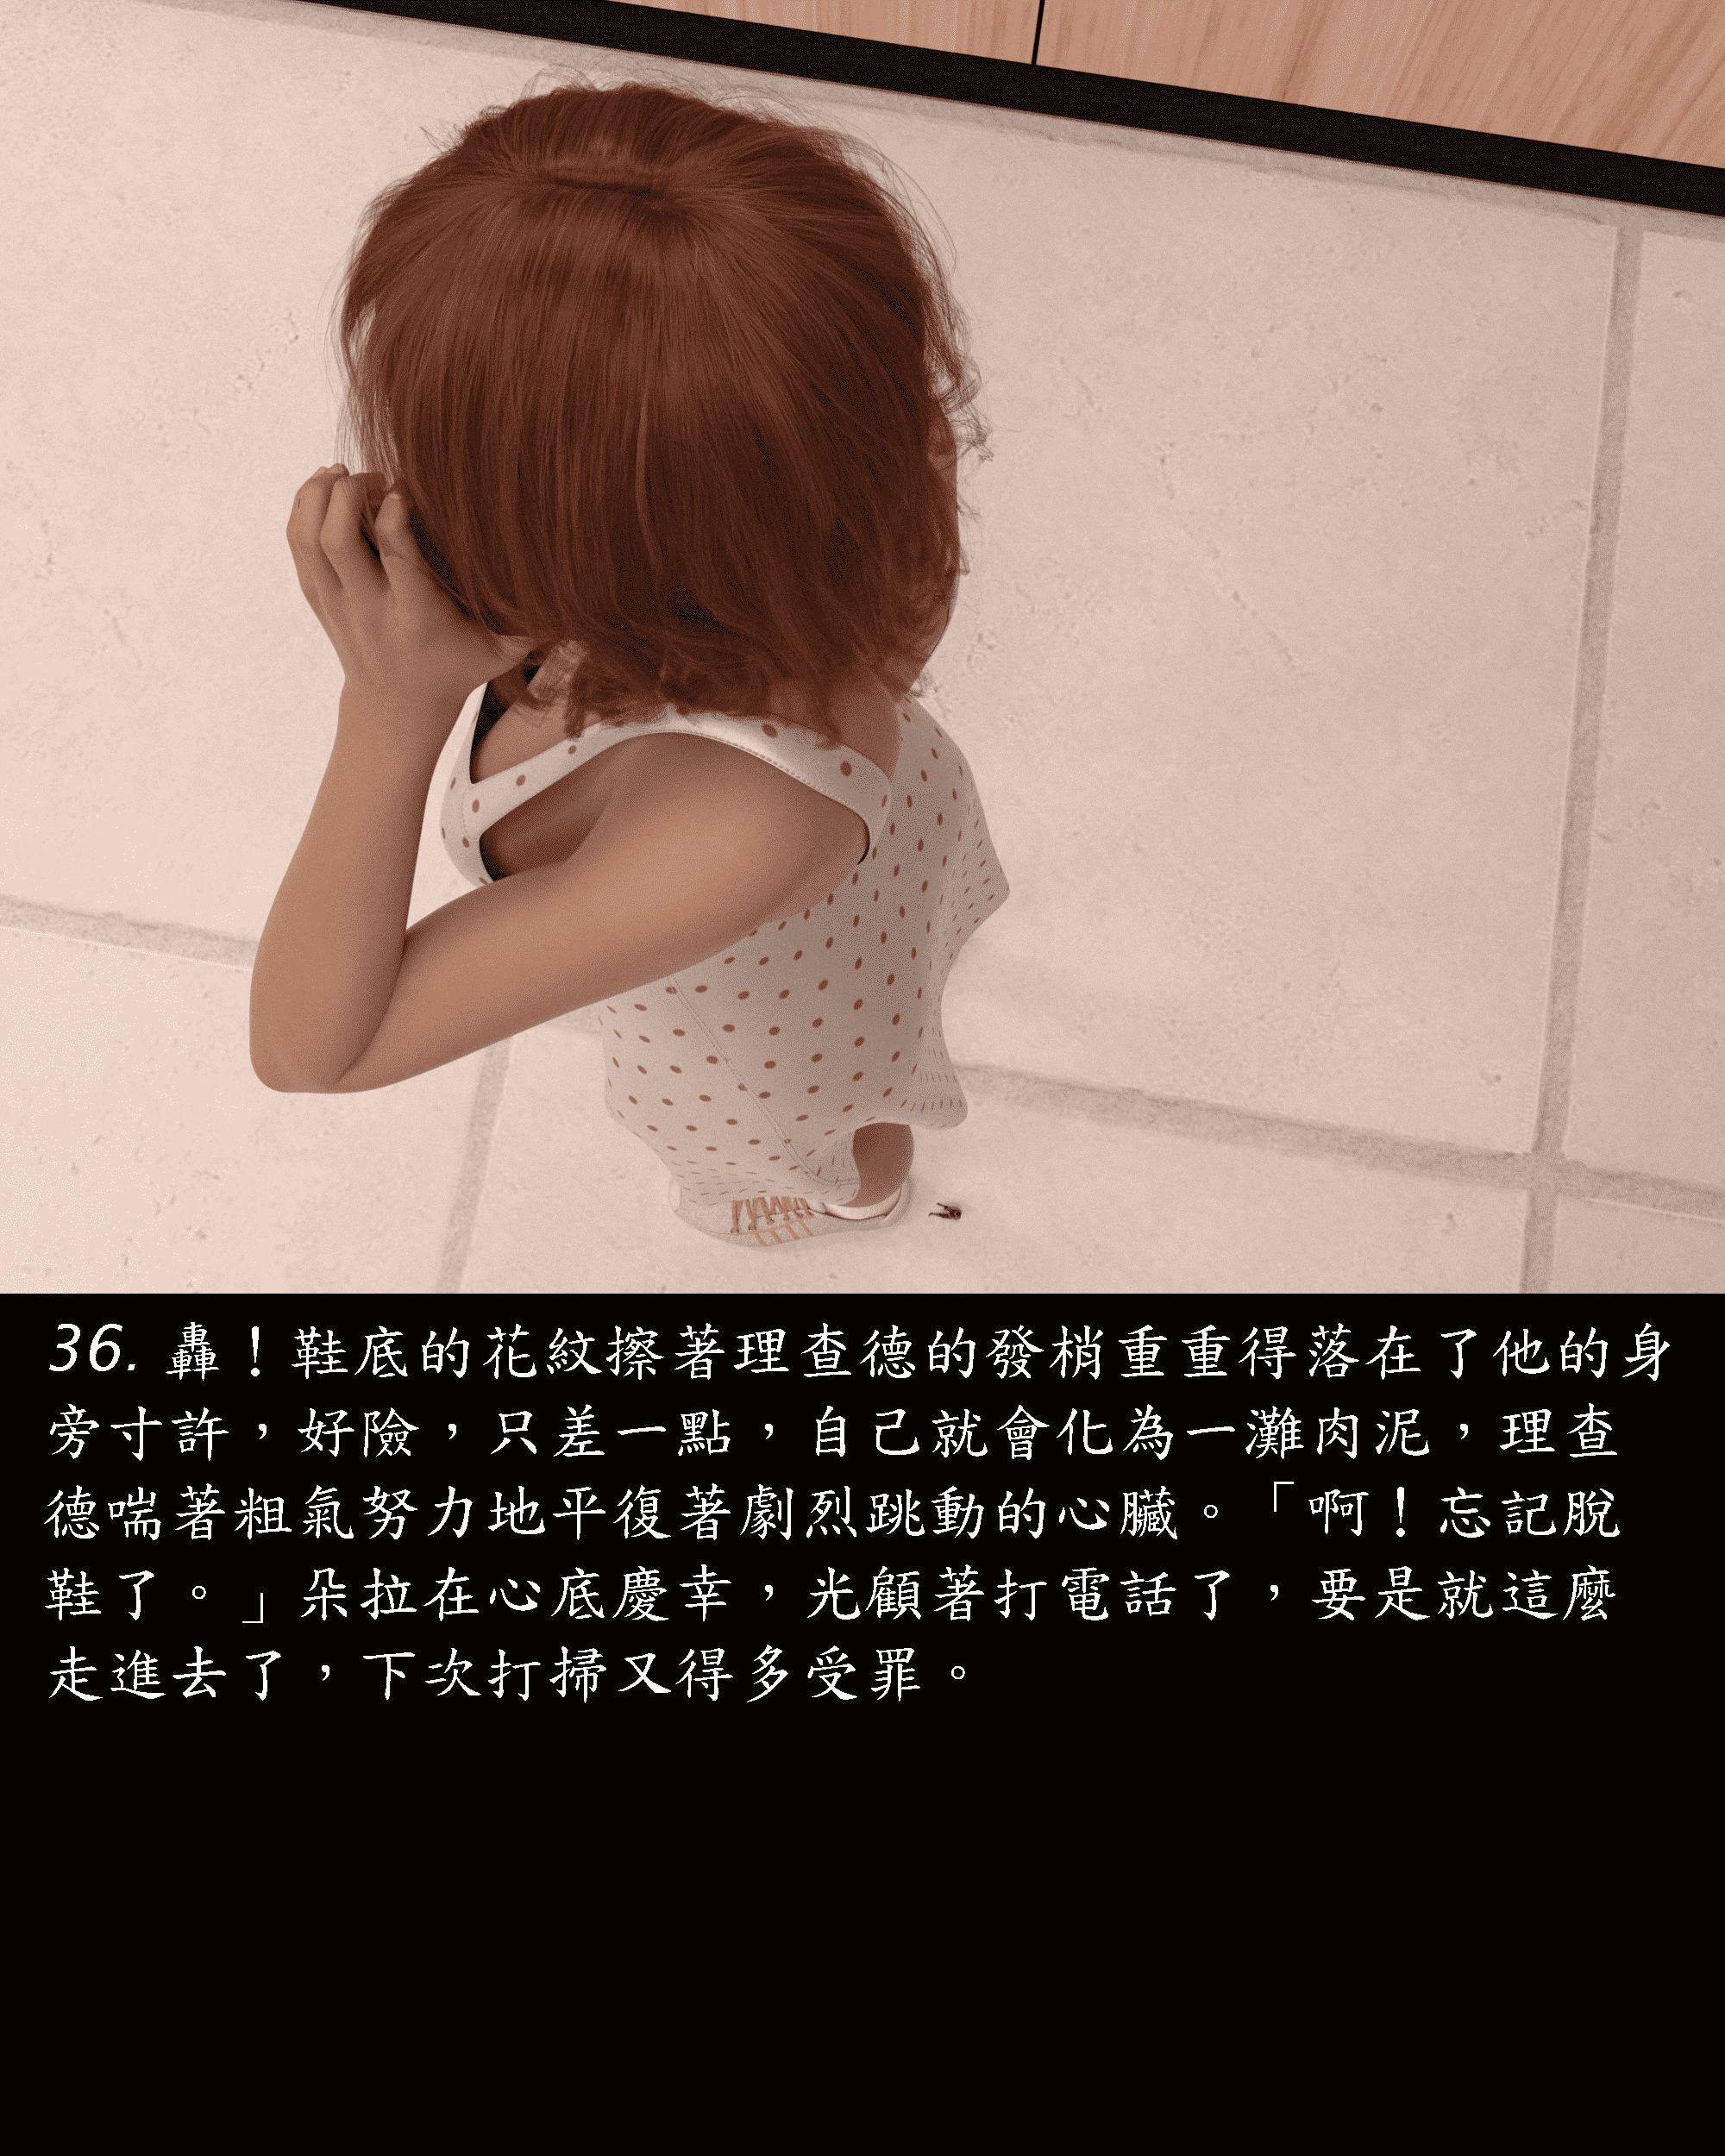 36. 轟！鞋底的花紋擦著理查德的發梢重重得落在了他的身
旁寸許，好險，只差一點，自己就會化為一灘肉泥，理查
德喘著粗氣努力地平復著劇烈跳動的心臟。「啊！忘記脫
鞋了。」朵拉在心底慶幸，光顧著打電話了，要是就這麼
走進去了，下次打掃又得多受罪。